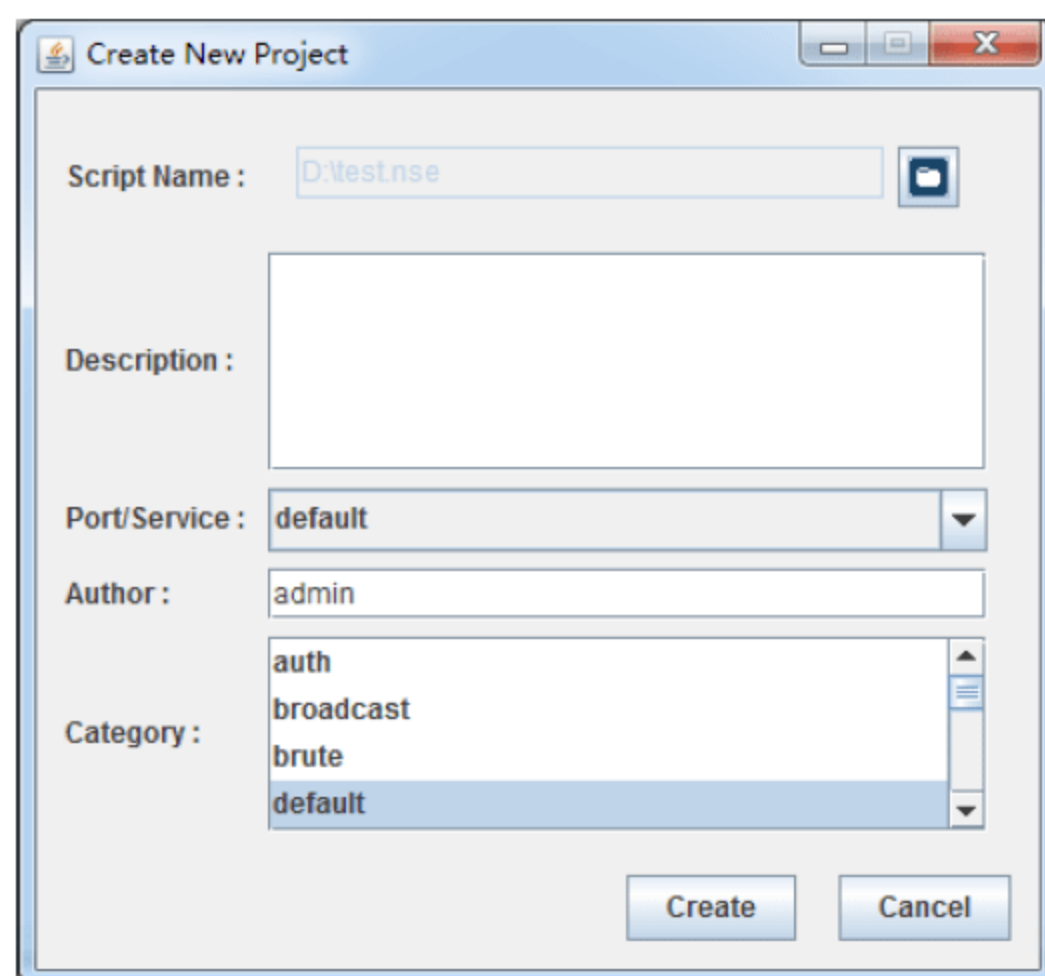 Create New Project
Script Name :
D:\test.nse
Description :
Port/Service :
default
Author :
admin
Category :
auth
broadcast
brute
default
Create
Cancel